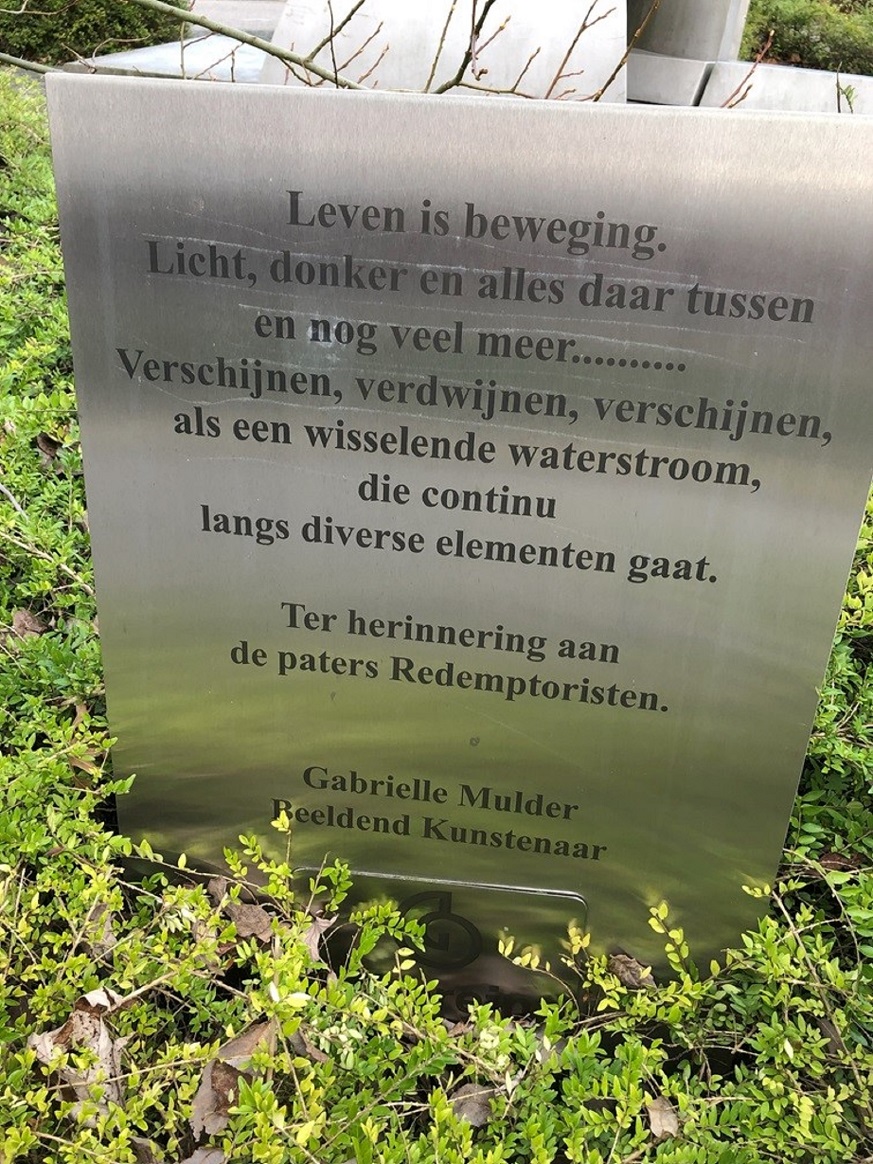 Leven is beweging.
Licht, donker en alles daar tussen
en nog veel meer..........
Verschijnen, verdwijnen, verschijnen,
als een wisselende waterstroom,
die continu
langs diverse elementen gaat.
Ter herinnering aan
de paters Redemptoristen.
Gabrielle Mulder
Beeldend Kunstenaar